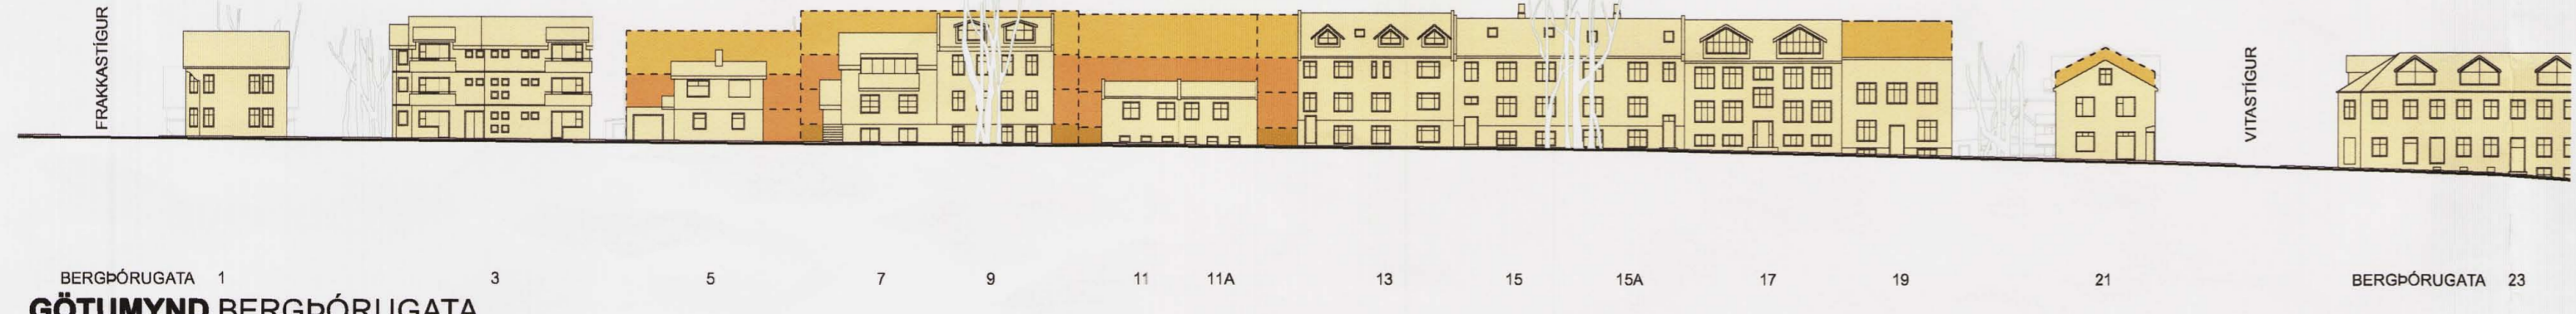 FRAKKASTÍGUR
VITASTÍGUR
BERGÞÓRUGATA 1 3 5 7 9 11 11A 13 15 15A 17 19 21 BERGÞÓRUGATA 23
GÖTUMYND BERGÞÓRUGATA